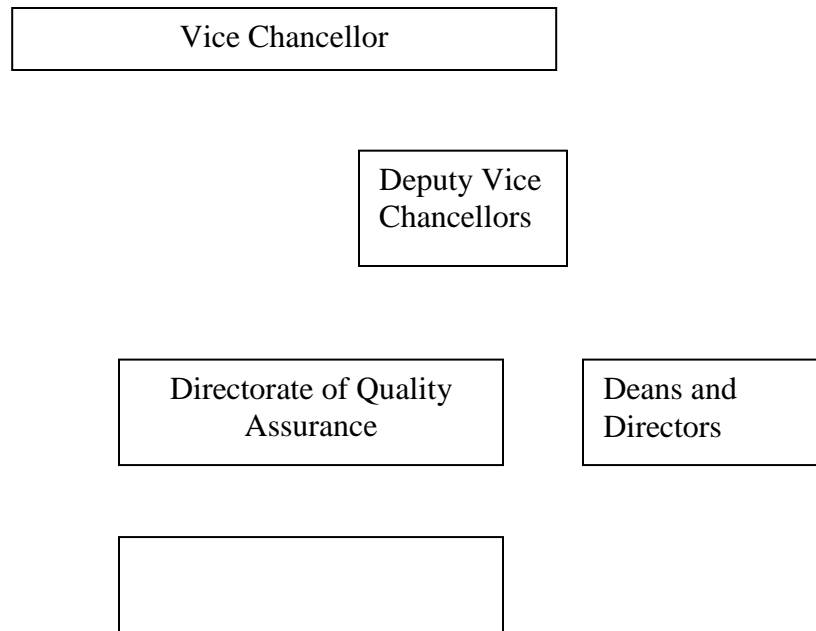 Vice Chancellor
Deputy Vice
Chancellors
Directorate of Quality
Assurance
Deans and
Directors